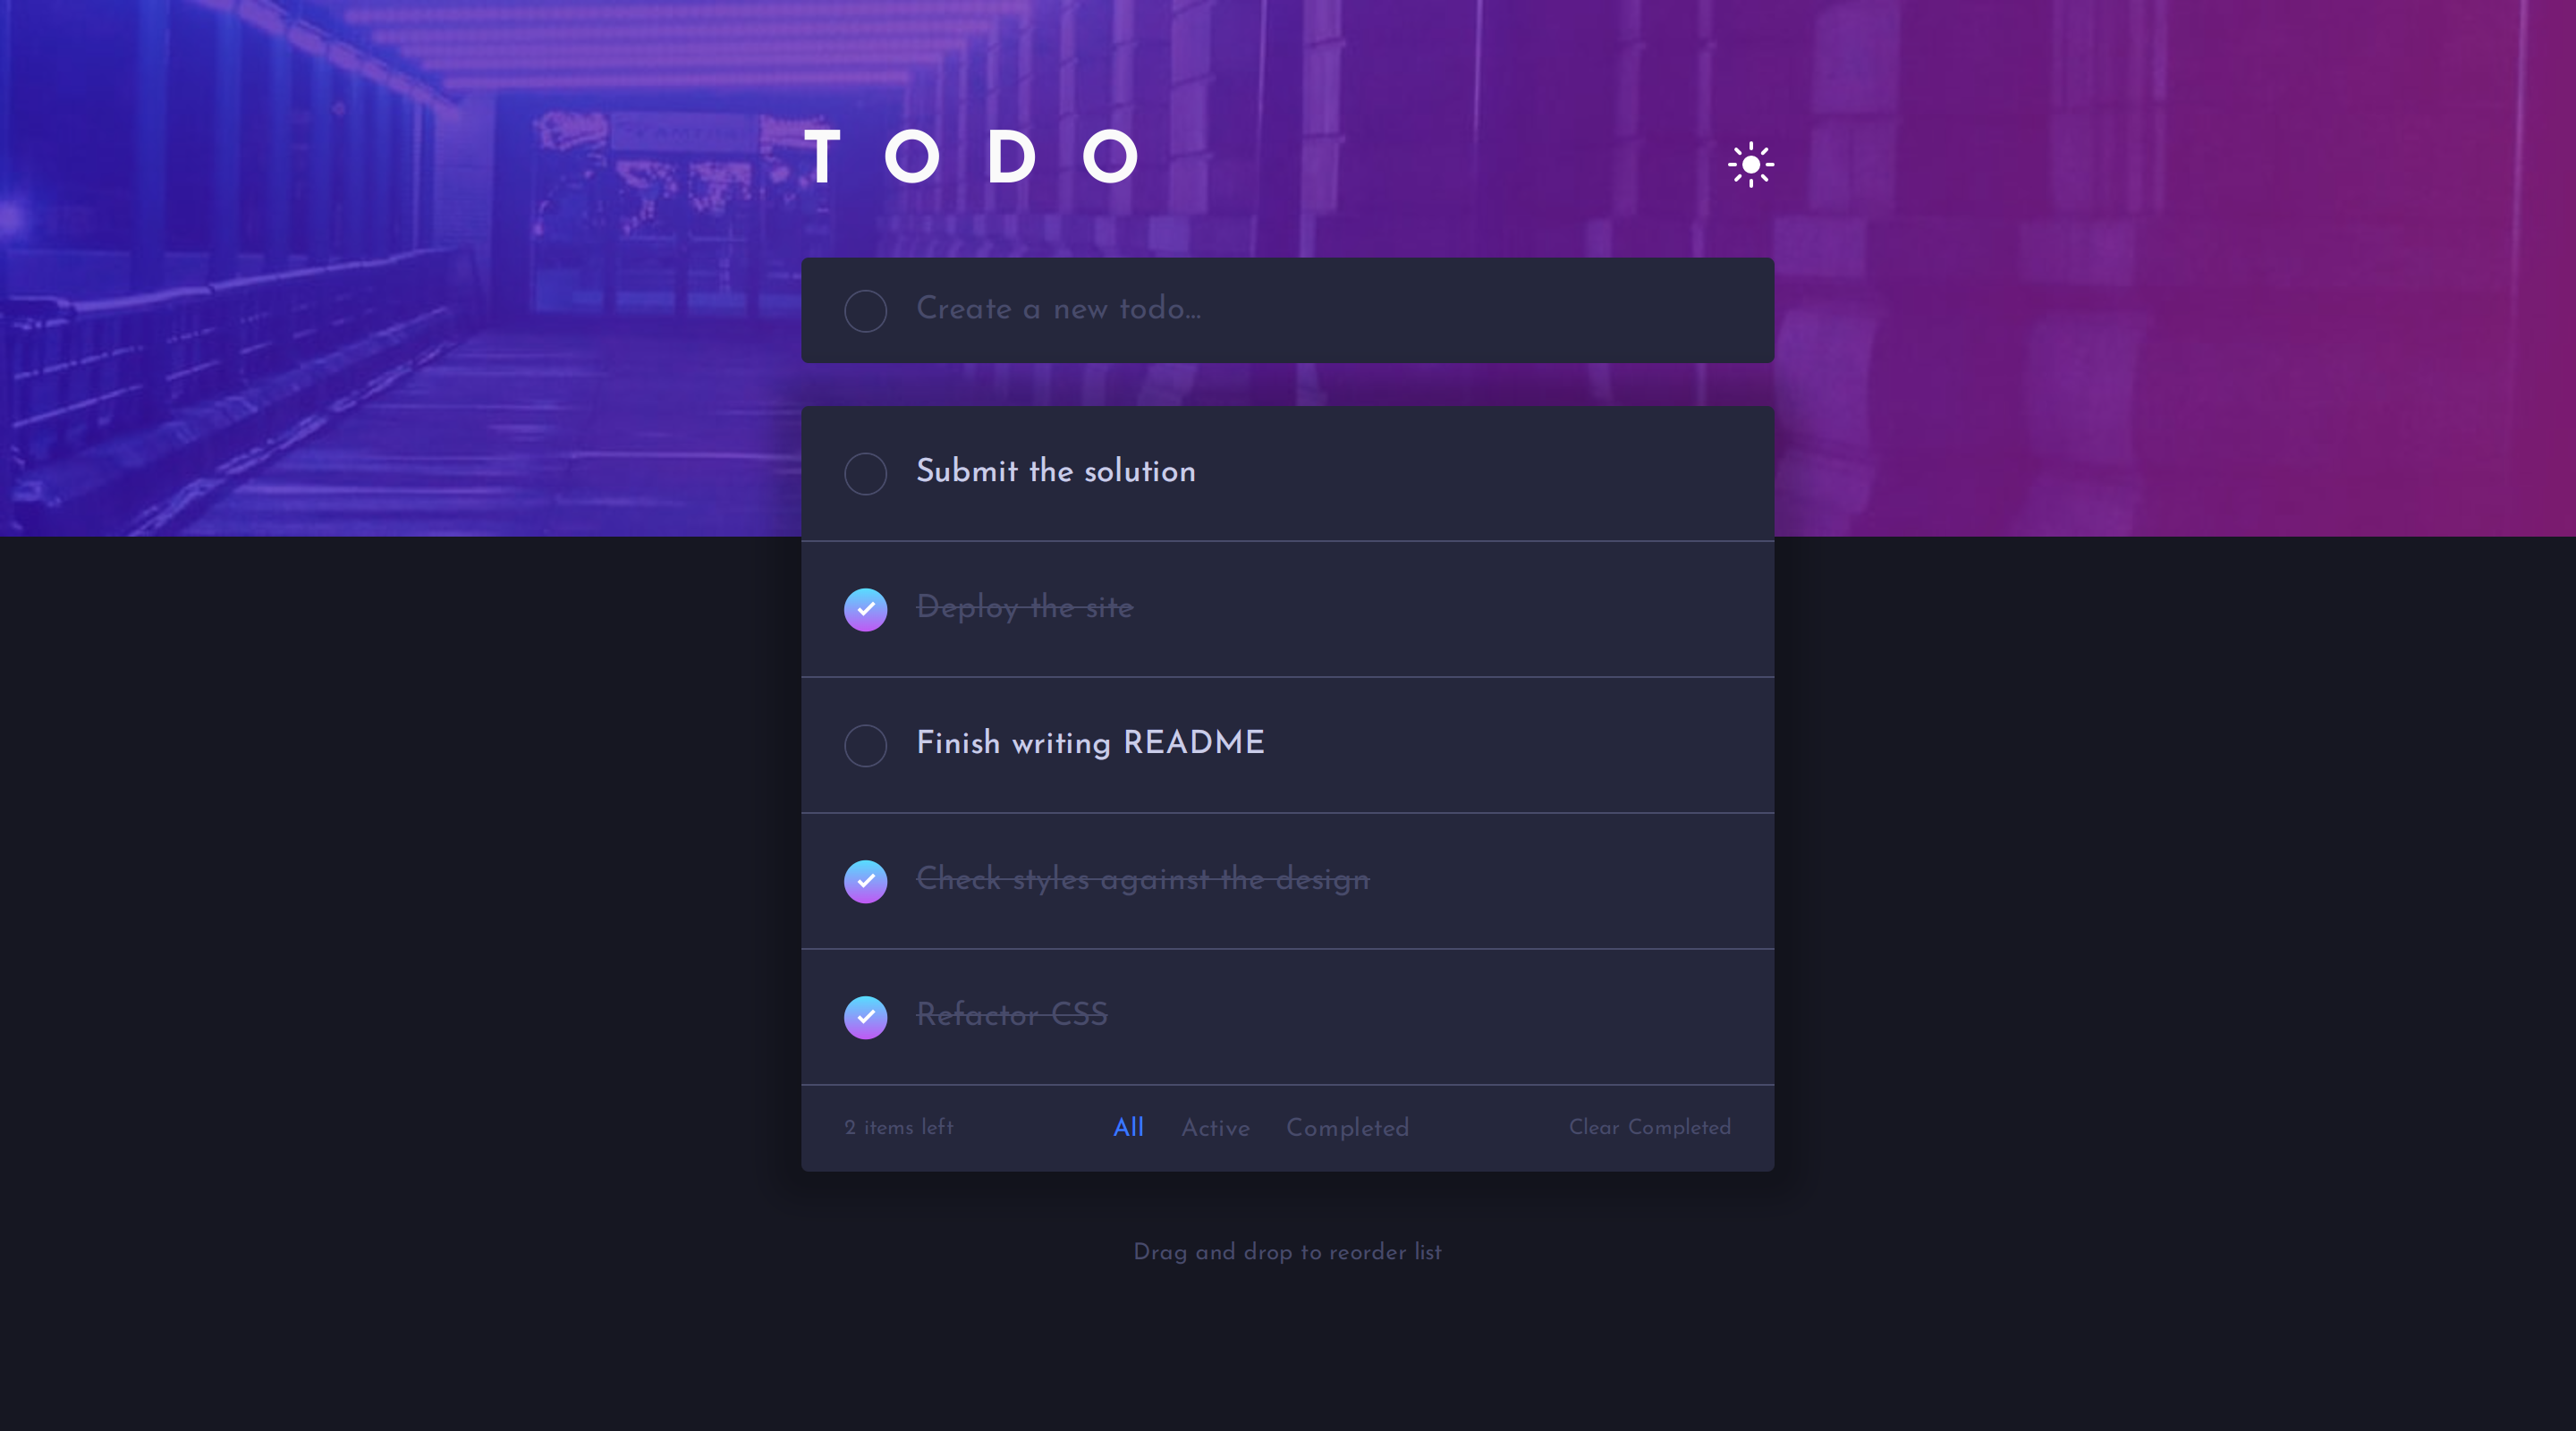 TODO
Create a new todo...
Submit the solution
Deploy the site
Finish writing README
Check styles against the design
Refactor CSS
2 items left All Active Completed Clear Completed
Drag and drop to reorder list